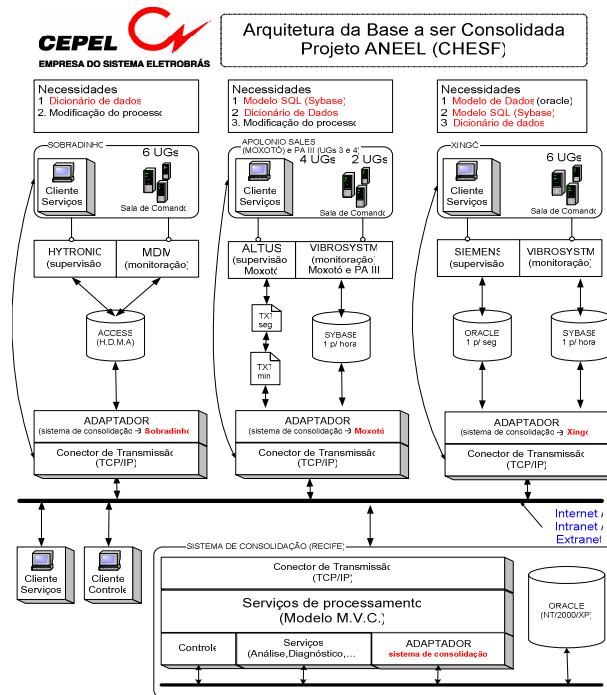 CEPEL
EMPRESA DO SISTEMA ELETROBRÁS
Arquitetura da Base a ser Consolidada
Projeto ANEEL (CHESF)
Necessidades
1 Dicionário de dados
2. Modificação do processo
Necessidades
1 Modelo SQL (Sybase)
2 Dicionário de Dados
3. Modificação do processo
Necessidades
1 Modelo de Dados (oracle)
2 Modelo SQL (Sybase)
3 Dicionário de dados
SOBRADINHO
6 UGs
Cliente
Serviços
Sala de Comando
HYTRONIC
(supervisão)
MDM
(monitoração)
ACCESS
(H,D,M,A)
ADAPTADOR
(sistema de consolidação → Sobradinho)
Conector de Transmissão
(TCP/IP)
APOLONIO SALES
(MOXOTÓ) e PA III (UGs 3 e 4)
4 UGs
2 UGs
Cliente
Serviços
Sala de Comando
ALTUS
(supervisão)
Moxotó
VIBROSYSTM
(monitoração)
Moxotó e PA III
TXT
seg
TXT
min
SYBASE
1 p/ hora
ADAPTADOR
(sistema de consolidação → Moxotó)
Conector de Transmissão
(TCP/IP)
XINGÓ
6 UGs
Cliente
Serviços
Sala de Comando
SIEMENS
(supervisão)
VIBROSYSTM
(monitoração)
ORACLE
1 p/ seg
SYBASE
1 p/ hora
ADAPTADOR
(sistema de consolidação → Xingó)
Conector de Transmissão
(TCP/IP)
Internet /
Intranet /
Extranet
Cliente
Serviços
Cliente
Controle
SISTEMA DE CONSOLIDAÇÃO (RECIFE)
Conector de Transmissão
(TCP/IP)
Serviços de processamento
(Modelo M.V.C.)
Controle
Serviços
(Análise,Diagnóstico,...
ADAPTADOR
sistema de consolidação
ORACLE
(NT/2000/XP)